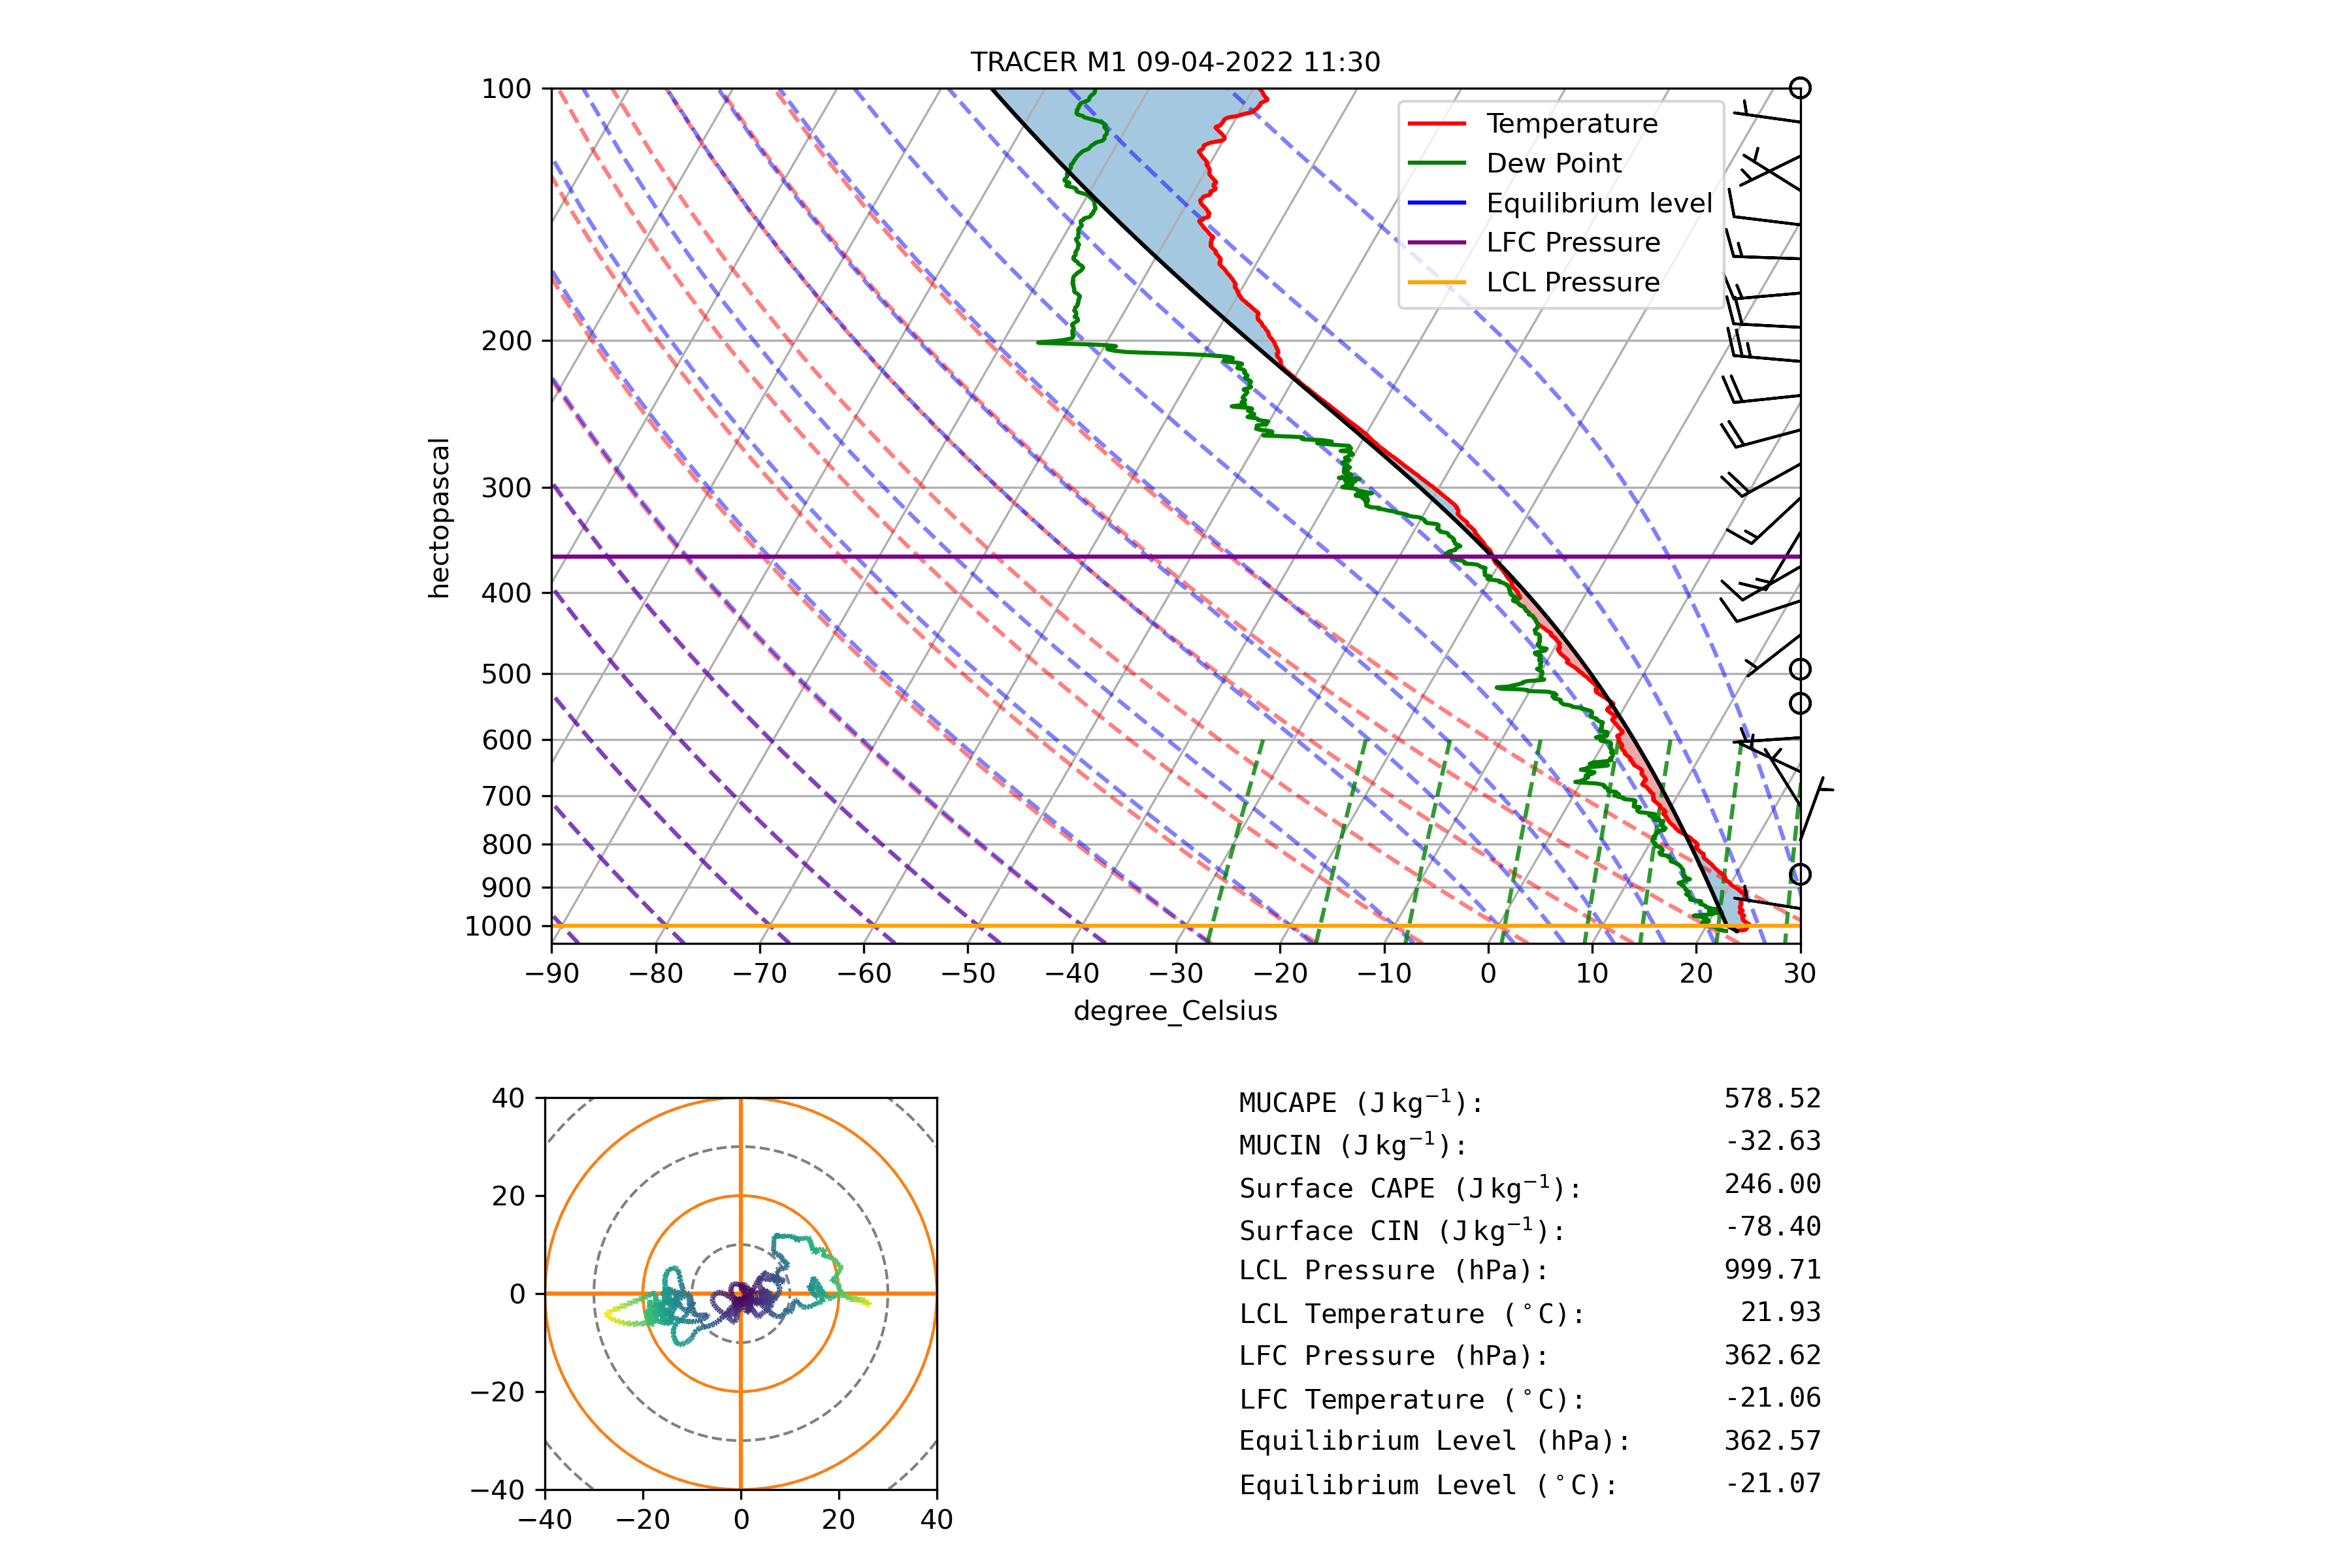 TRACER M1 09-04-2022 11:30
100
200
300
400
500
600
700
800
900
1000
hectopascal
Temperature
Dew Point
Equilibrium level
LFC Pressure
LCL Pressure
−90 −80 −70 −60 −50 −40 −30 −20 −10 0 10 20 30
degree_Celsius
40
20
0
−20
−40
−40 −20 0 20 40
MUCAPE (J kg⁻¹): 578.52
MUCIN (J kg⁻¹): -32.63
Surface CAPE (J kg⁻¹): 246.00
Surface CIN (J kg⁻¹): -78.40
LCL Pressure (hPa): 999.71
LCL Temperature (°C): 21.93
LFC Pressure (hPa): 362.62
LFC Temperature (°C): -21.06
Equilibrium Level (hPa): 362.57
Equilibrium Level (°C): -21.07